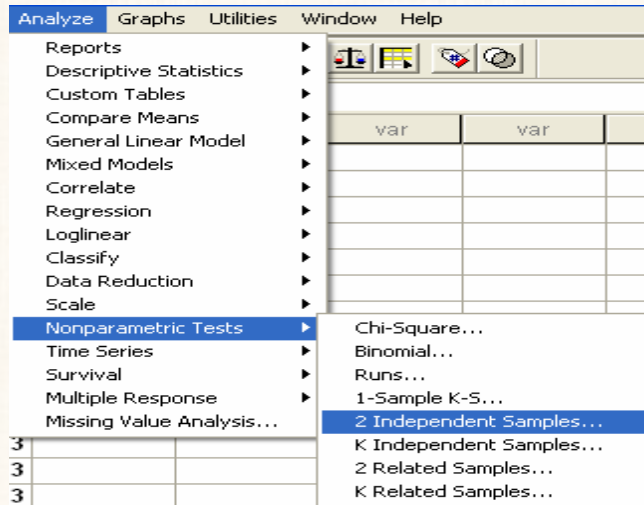 Analyze Graphs Utilities Window Help
Reports
Descriptive Statistics
Custom Tables
Compare Means
General Linear Model
Mixed Models
Correlate
Regression
Loglinear
Classify
Data Reduction
Scale
Nonparametric Tests
Time Series
Survival
Multiple Response
Missing Value Analysis...
var var
Chi-Square...
Binomial...
Runs...
1-Sample K-S...
2 Independent Samples...
K Independent Samples...
2 Related Samples...
K Related Samples...
3
3
3